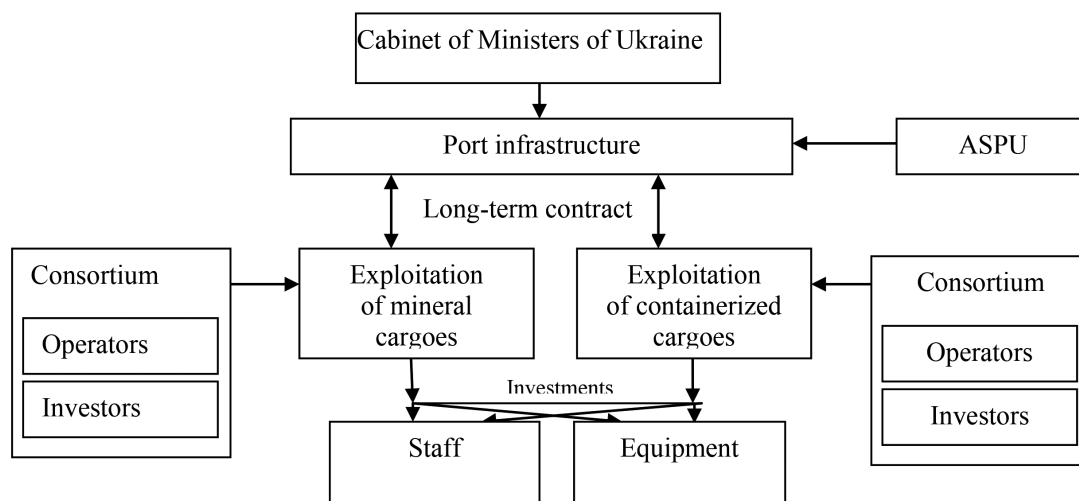 Cabinet of Ministers of Ukraine
Port infrastructure
ASPU
Long-term contract
Consortium
Operators
Investors
Exploitation
of mineral
cargoes
Exploitation
of containerized
cargoes
Consortium
Operators
Investors
Investments
Staff
Equipment